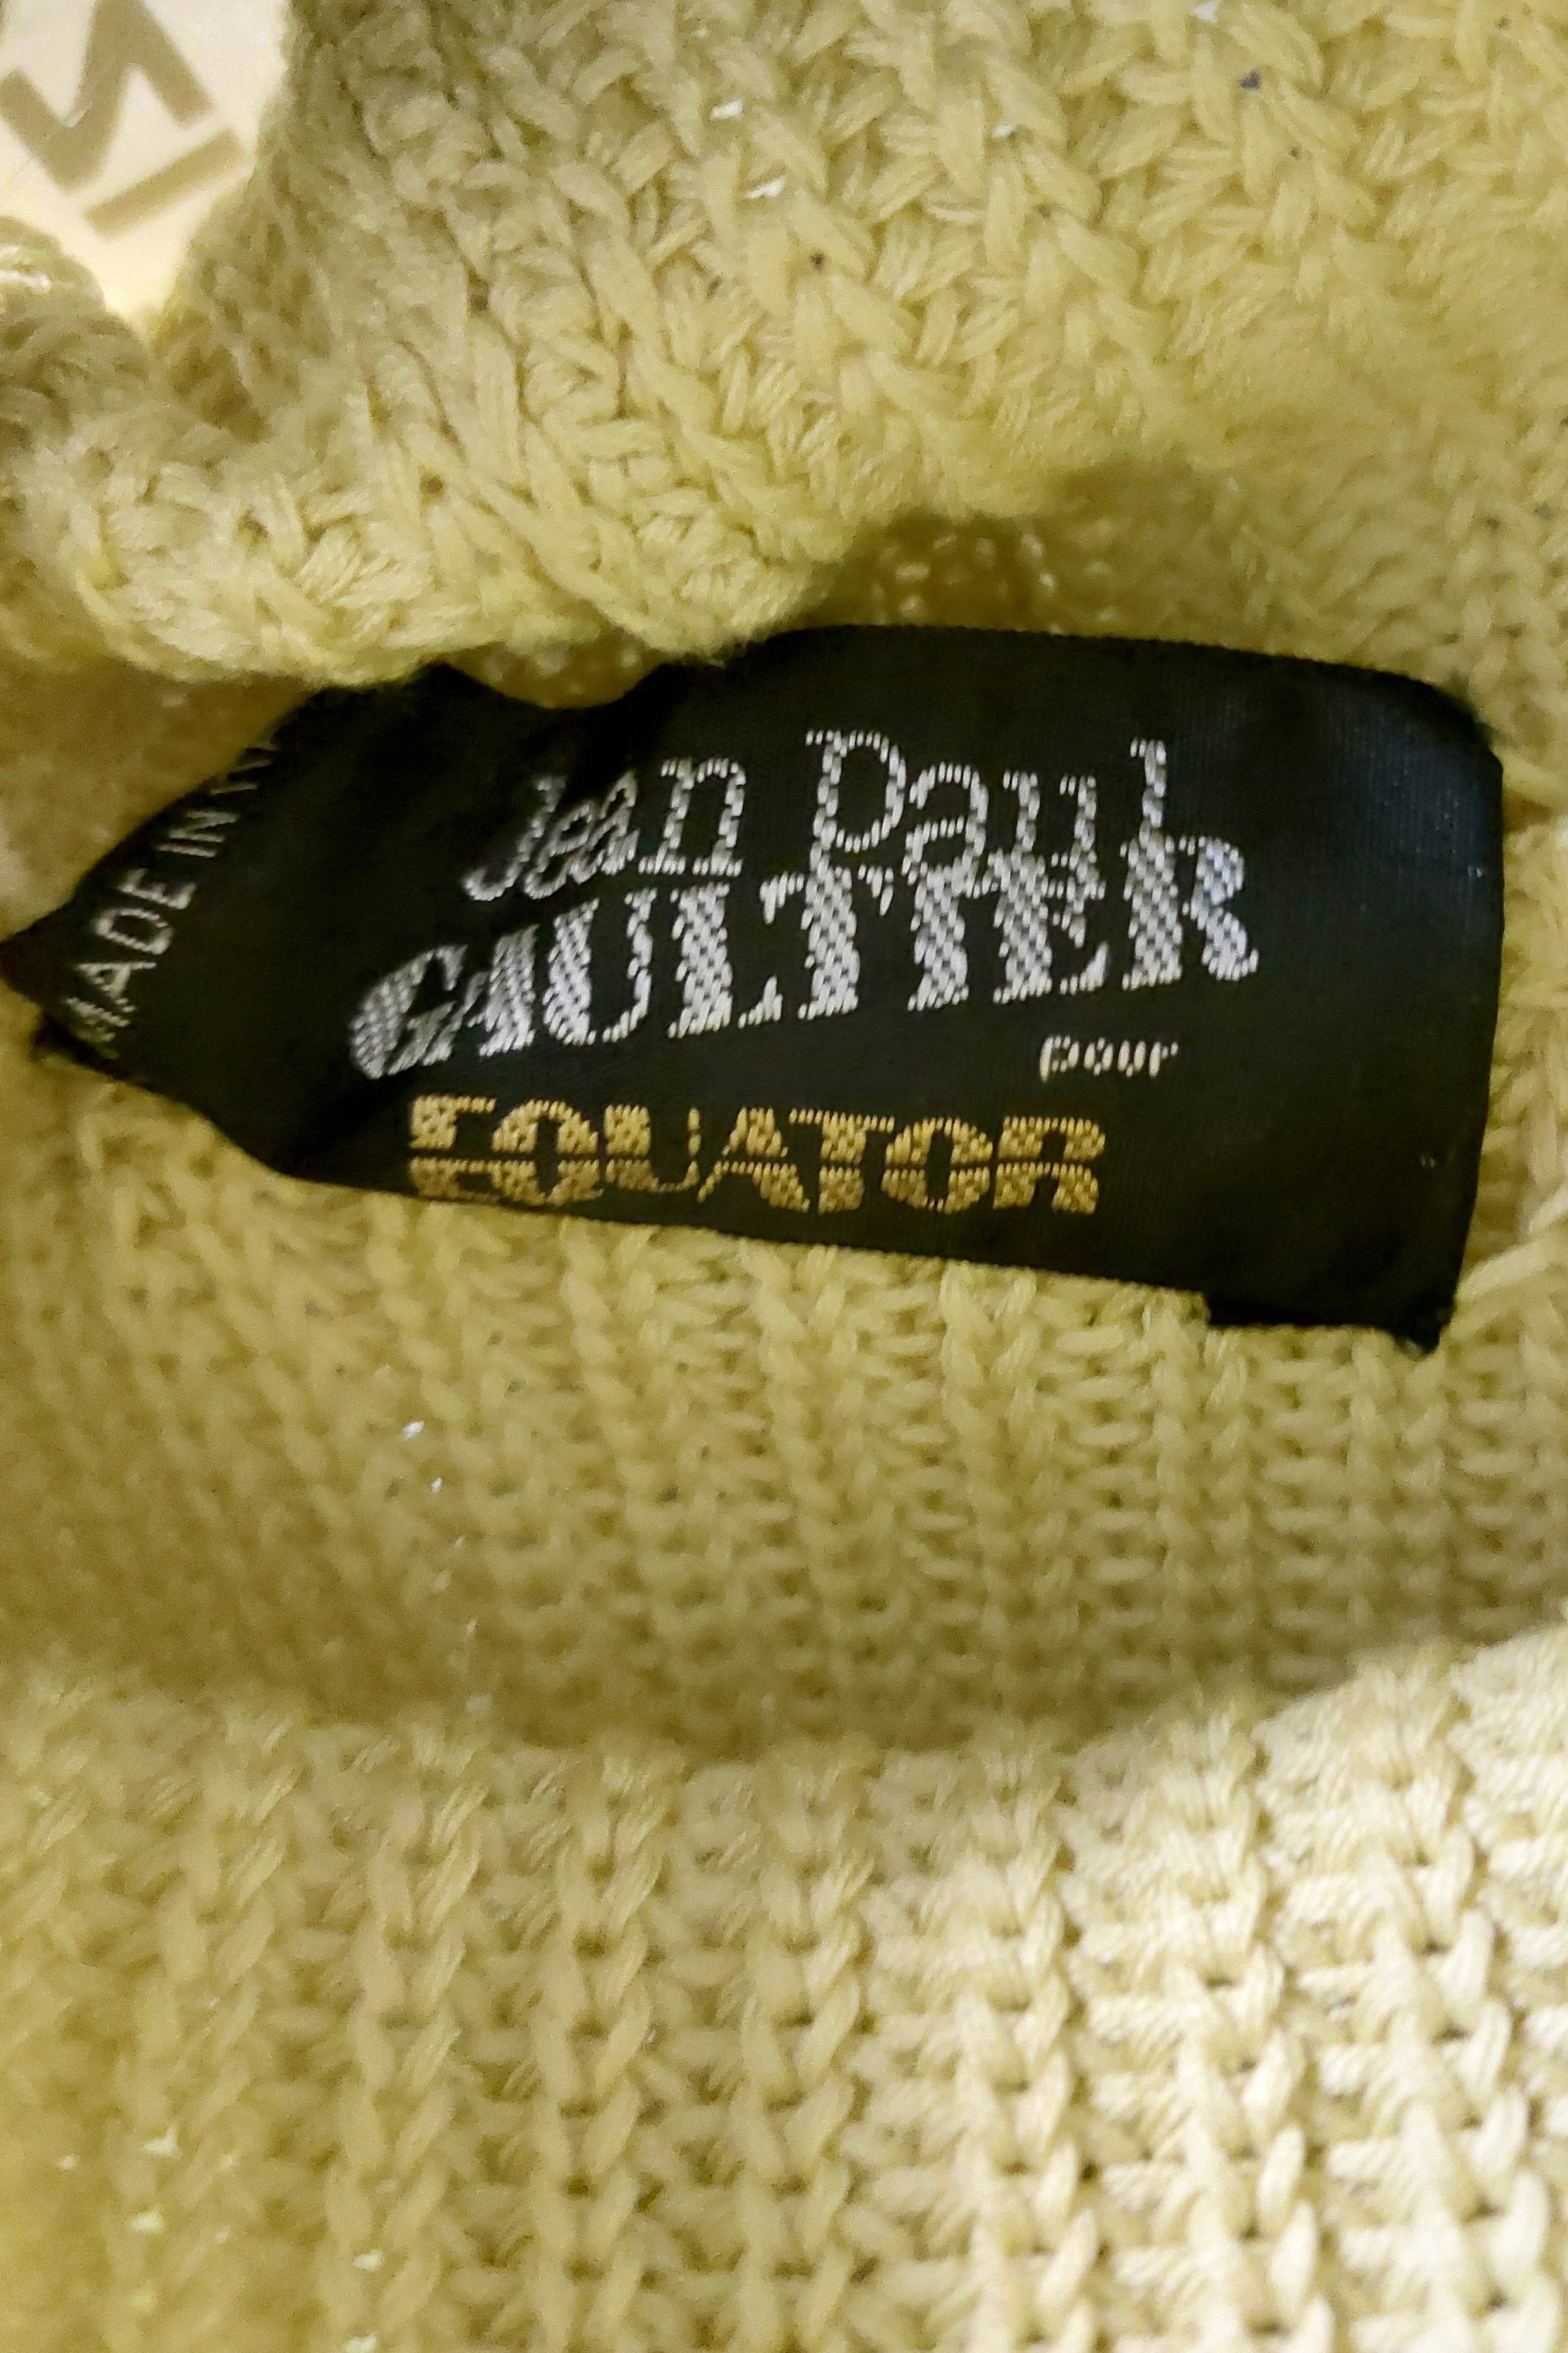 Jean Paul
GAULTIER
pour
EQUATOR
MADE IN